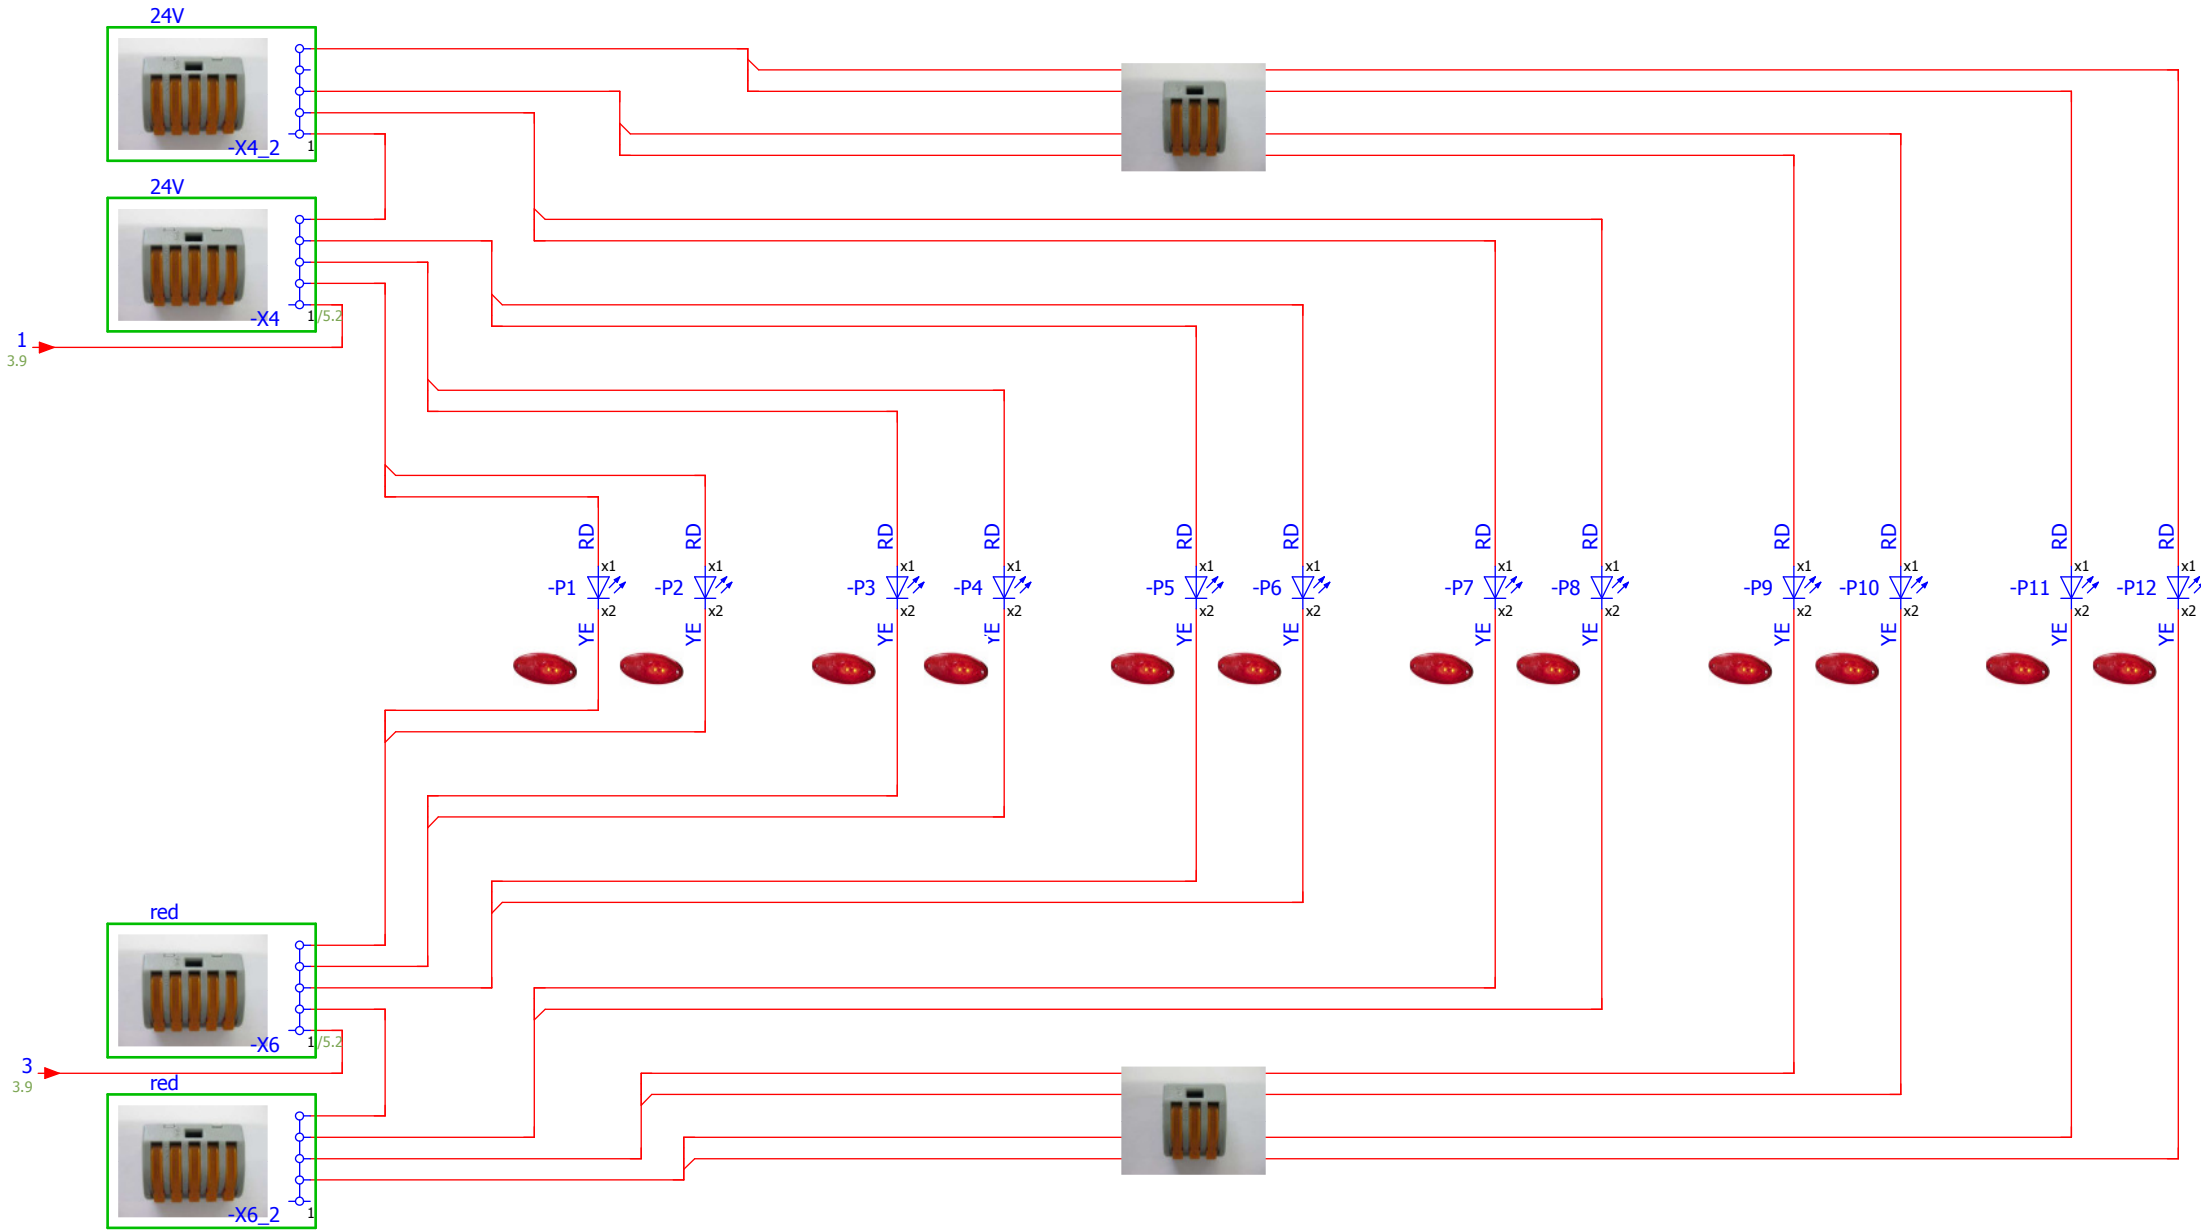 24V
-X4_2
1
24V
-X4
1
/5.2
1
3.9
RD RD RD RD RD RD RD RD RD RD RD RD
x1 x1 x1 x1 x1 x1 x1 x1 x1 x1 x1 x1
-P1 -P2 -P3 -P4 -P5 -P6 -P7 -P8 -P9 -P10 -P11 -P12
x2 x2 x2 x2 x2 x2 x2 x2 x2 x2 x2 x2
YE YE YE YE YE YE YE YE YE YE YE YE
red
-X6
1
/5.2
3
3.9
red
-X6_2
1